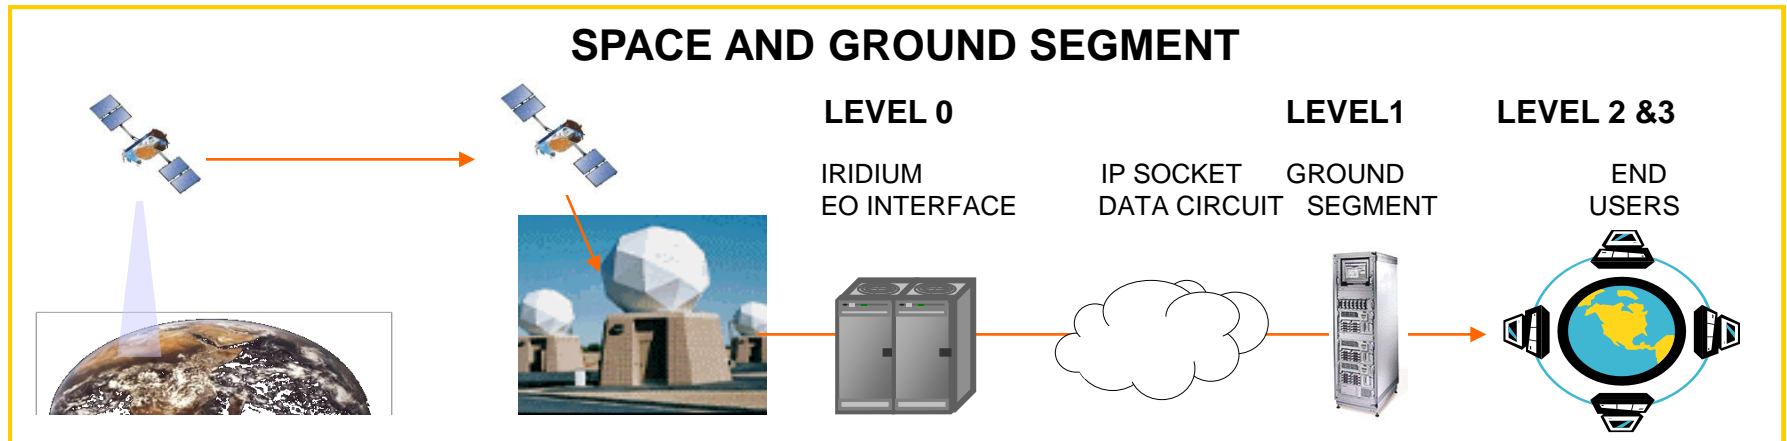 SPACE AND GROUND SEGMENT
LEVEL 0
LEVEL1
LEVEL 2 &3
IRIDIUM
EO INTERFACE
IP SOCKET
DATA CIRCUIT
GROUND
SEGMENT
END
USERS